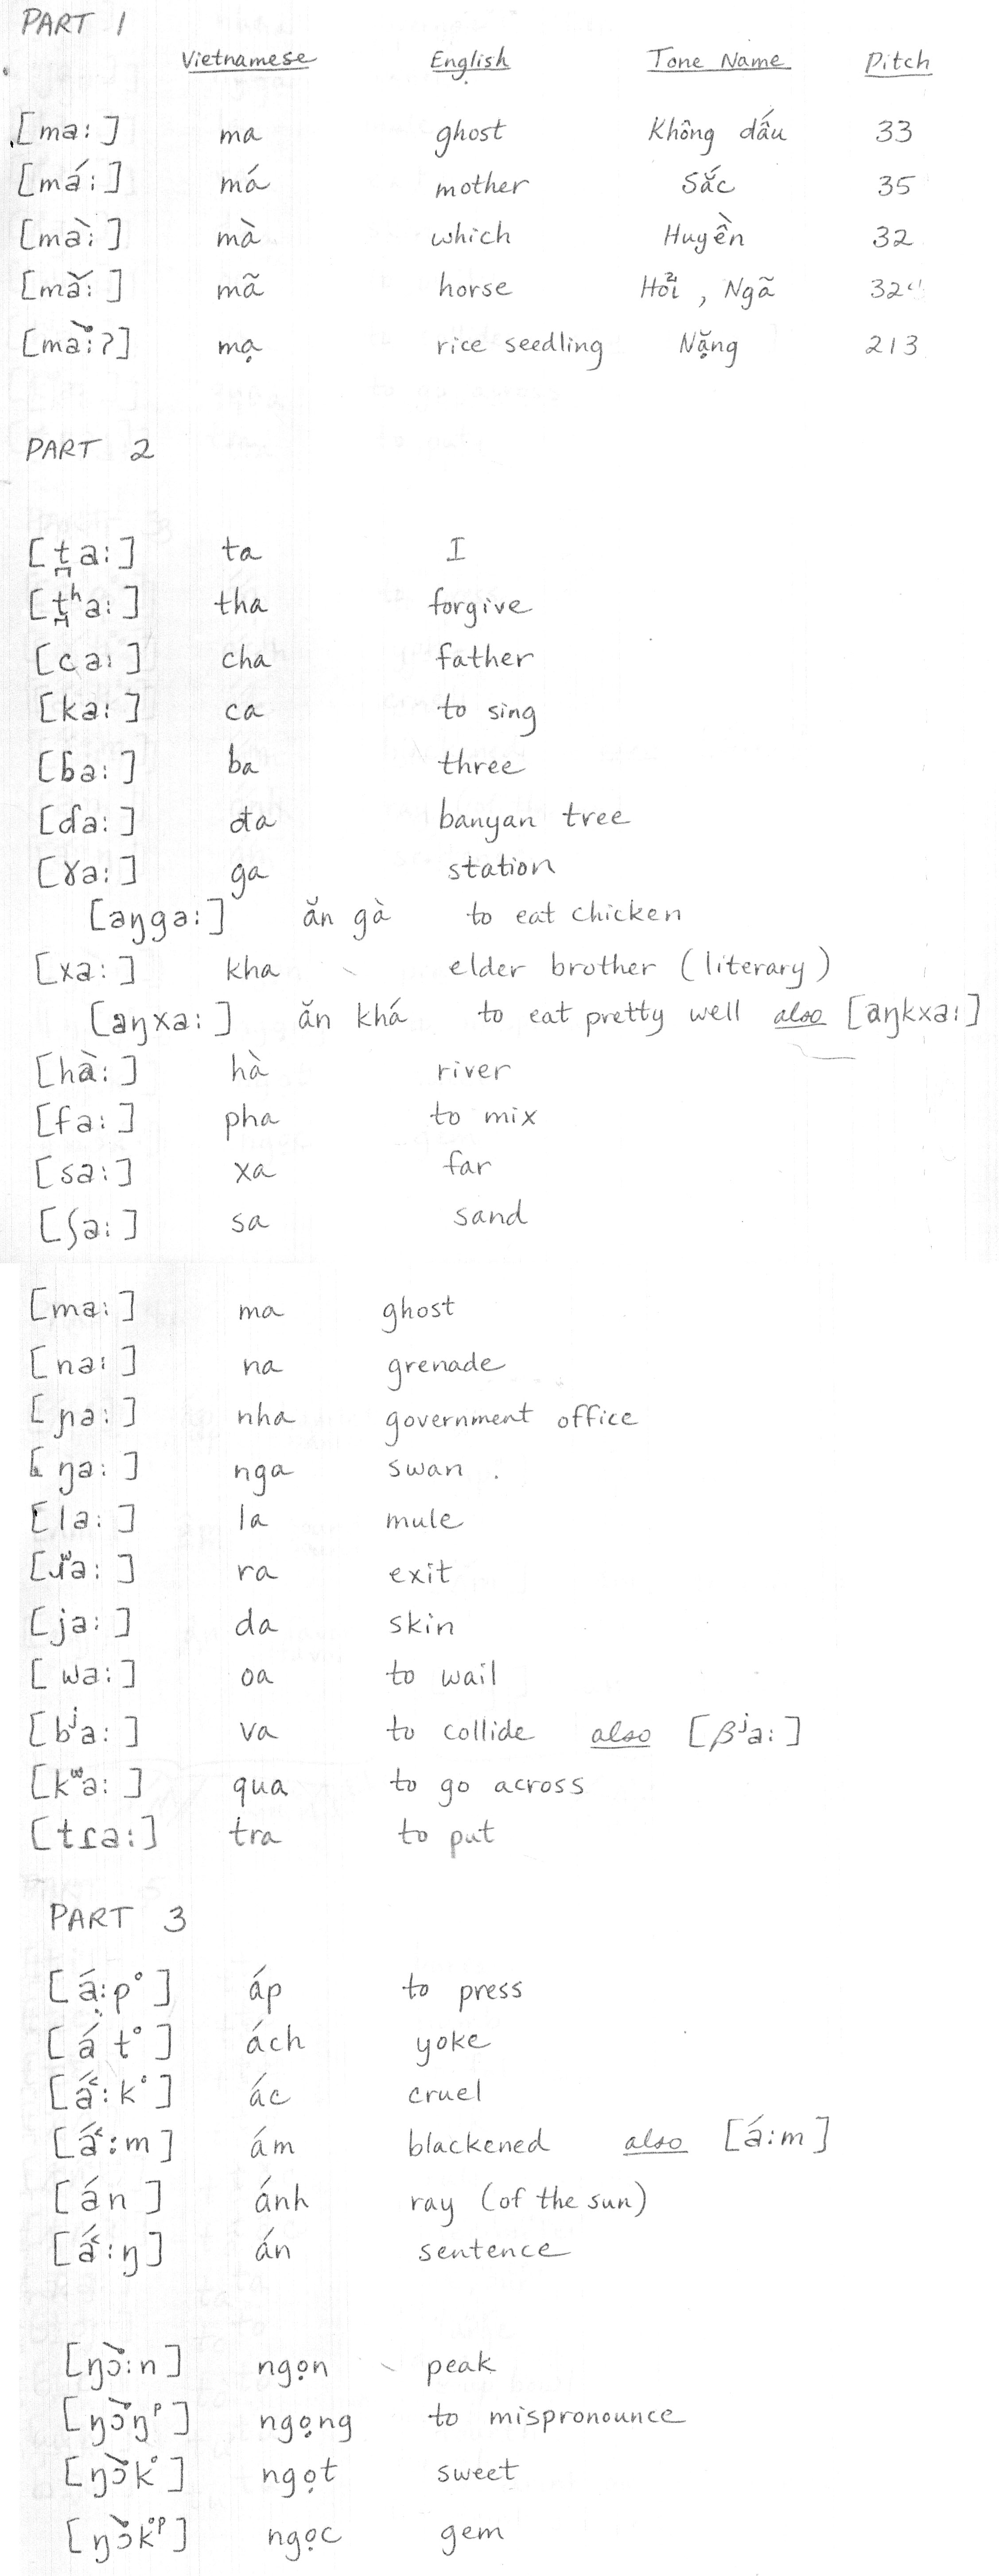 PART 1
Vietnamese English Tone Name Pitch
[maː] ma ghost Không dấu 33
[máː] má mother Sắc 35
[màː] mà which Huyền 32
[mǎː] mã horse Hỏi , Ngã 324
[mà̌ːʔ] mạ rice seedling Nặng 213
PART 2
[t̪aː] ta I
[t̪ʰaː] tha forgive
[caː] cha father
[kaː] ca to sing
[ɓaː] ba three
[ɗaː] đa banyan tree
[ɣaː] ga station
[aŋgaː] ăn gà to eat chicken
[xaː] kha elder brother (literary)
[aŋxaː] ăn khá to eat pretty well also [aŋkxaː]
[hàː] hà river
[faː] pha to mix
[saː] xa far
[ʃaː] sa sand
[maː] ma ghost
[naː] na grenade
[ɲaː] nha government office
[ŋaː] nga swan
[laː] la mule
[ɹʷaː] ra exit
[jaː] da skin
[waː] oa to wail
[bʲaː] va to collide also [βʲaː]
[kʷaː] qua to go across
[tɾaː] tra to put
PART 3
[áːp°] áp to press
[át°] ách yoke
[á˂ːk°] ác cruel
[á˂ːm] ám blackened also [áːm]
[án] ánh ray (of the sun)
[á˂ːŋ] án sentence
[ŋɔ̀̌ːn] ngọn peak
[ŋɔ̀̌ŋᵖ] ngọng to mispronounce
[ŋɔ̀̌k°] ngọt sweet
[ŋɔ̀̌k°ᵖ] ngọc gem